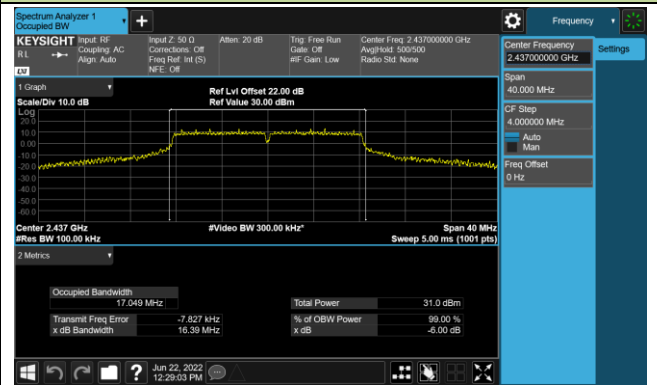 Spectrum Analyzer 1
Occupied BW
Frequency
KEYSIGHT
RL
Input: RF
Coupling: AC
Align: Auto
Input Z: 50 Ω
Corrections: Off
Freq Ref: Int (S)
NFE: Off
Atten: 20 dB
Trig: Free Run
Gate: Off
#IF Gain: Low
Center Freq: 2.437000000 GHz
Avg|Hold: 500/500
Radio Std: None
Center Frequency
2.437000000 GHz
Settings
Span
40.000 MHz
CF Step
4.000000 MHz
Auto
Man
Freq Offset
0 Hz
1 Graph
Scale/Div 10.0 dB
Ref Lvl Offset 22.00 dB
Ref Value 30.00 dBm
Log
20.0
10.0
0.00
-10.0
-20.0
-30.0
-40.0
-50.0
-60.0
Center 2.437 GHz
#Res BW 100.00 kHz
#Video BW 300.00 kHz*
Span 40 MHz
Sweep 5.00 ms (1001 pts)
2 Metrics
Occupied Bandwidth
17.049 MHz
Total Power 31.0 dBm
Transmit Freq Error -7.827 kHz
% of OBW Power 99.00 %
x dB Bandwidth 16.39 MHz
x dB -6.00 dB
Jun 22, 2022
12:29:03 PM